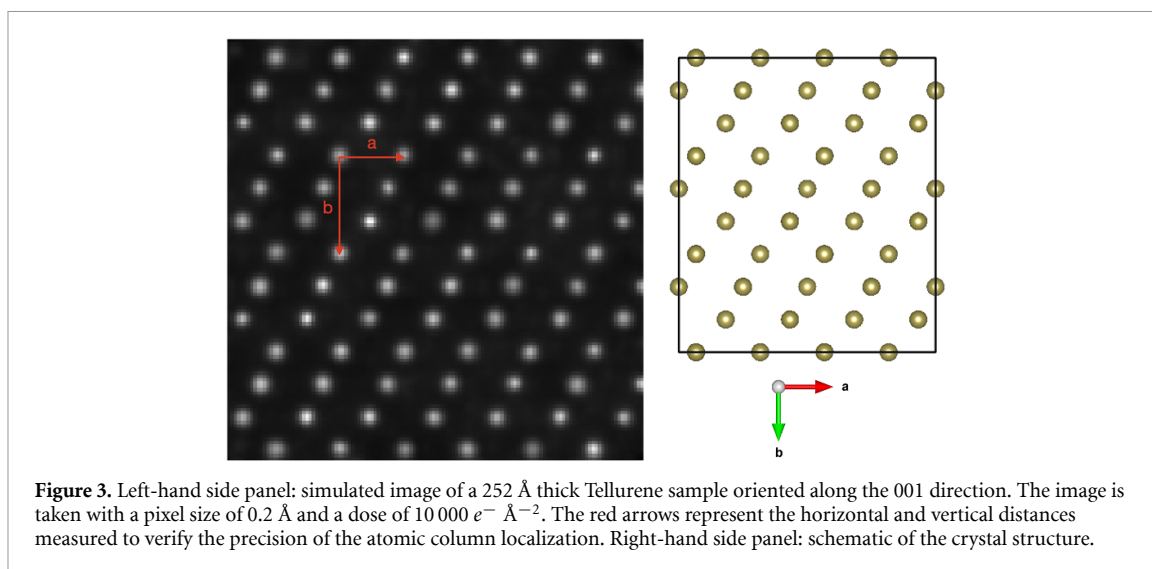 a
b
a
b
Figure 3. Left-hand side panel: simulated image of a 252 Å thick Tellurene sample oriented along the 001 direction. The image is
taken with a pixel size of 0.2 Å and a dose of 10 000 e⁻ Å⁻². The red arrows represent the horizontal and vertical distances
measured to verify the precision of the atomic column localization. Right-hand side panel: schematic of the crystal structure.